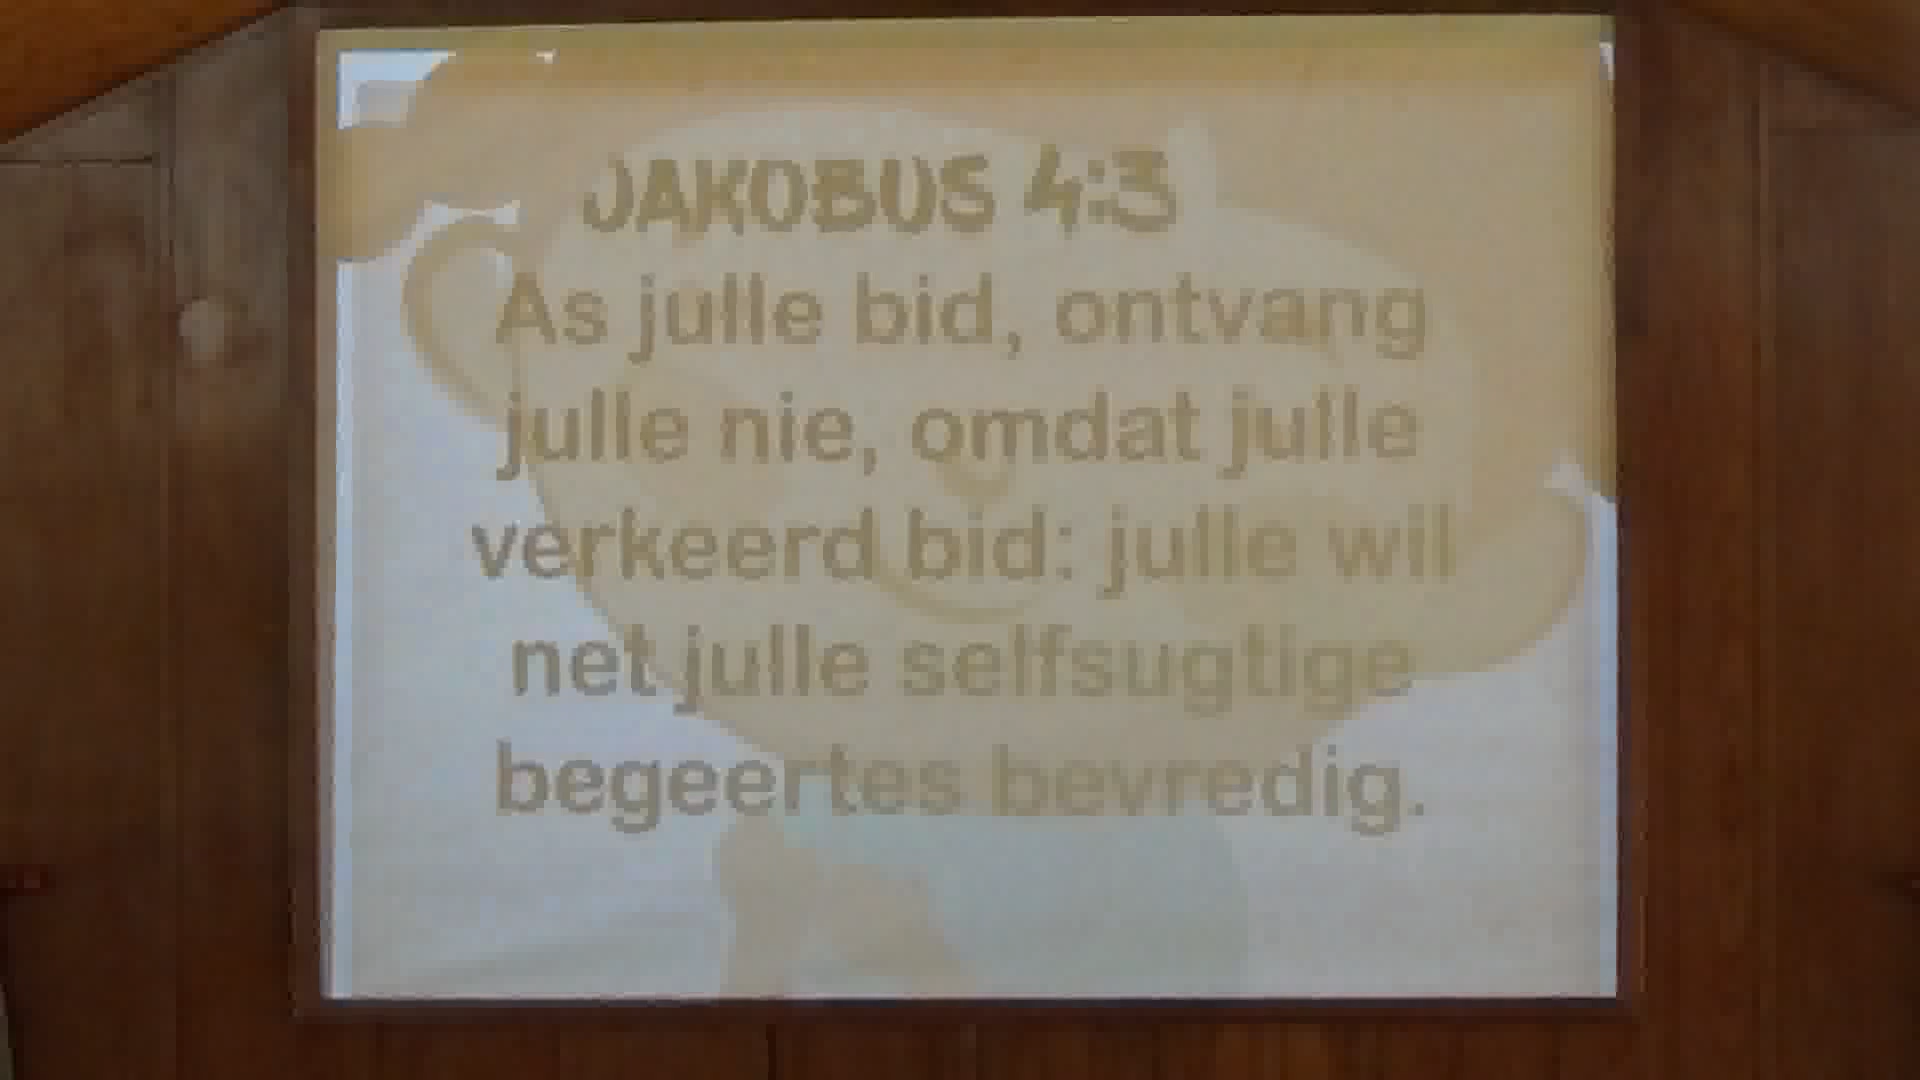 JAKOBUS 4:3
As julle bid, ontvang
julle nie, omdat julle
verkeerd bid: julle wil
net julle selfsugtige
begeertes bevredig.